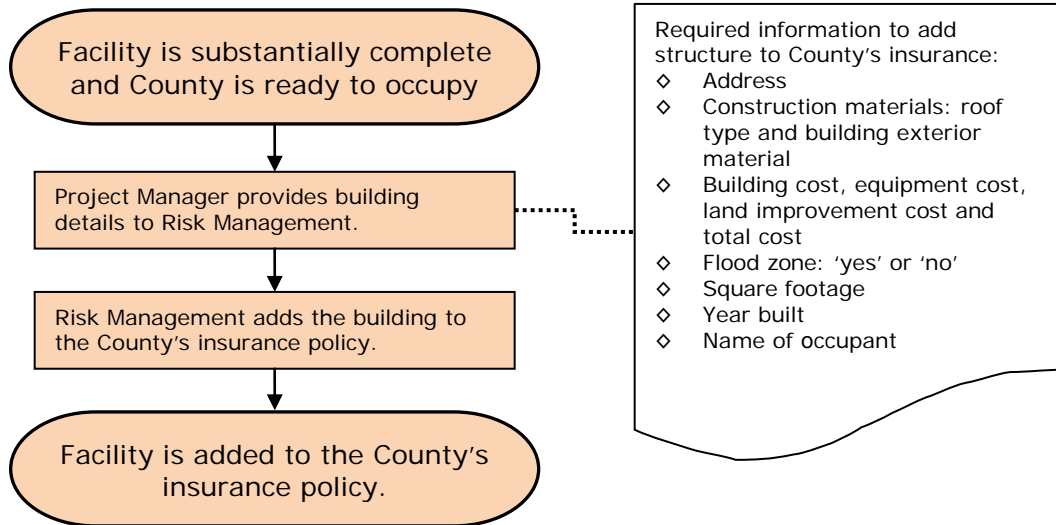 Facility is substantially complete
and County is ready to occupy
Project Manager provides building
details to Risk Management.
Risk Management adds the building to
the County's insurance policy.
Facility is added to the County's
insurance policy.
Required information to add
structure to County's insurance:
◊ Address
◊ Construction materials: roof
type and building exterior
material
◊ Building cost, equipment cost,
land improvement cost and
total cost
◊ Flood zone: ‘yes’ or ‘no’
◊ Square footage
◊ Year built
◊ Name of occupant